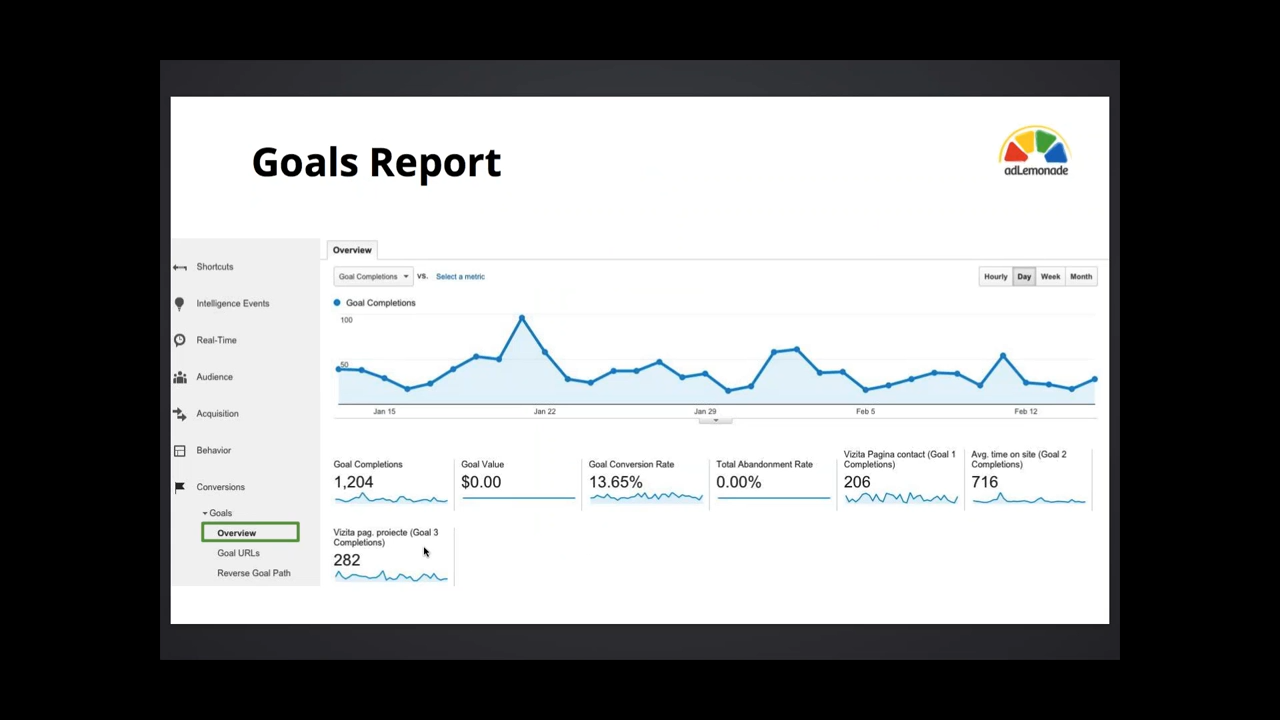 Goals Report
adLemonade
Shortcuts
Intelligence Events
Real-Time
Audience
Acquisition
Behavior
Conversions
Goals
Overview
Goal URLs
Reverse Goal Path
Overview
Goal Completions vs. Select a metric
Hourly Day Week Month
Goal Completions
100
50
Jan 15 Jan 22 Jan 29 Feb 5 Feb 12
Goal Completions
1,204
Goal Value
$0.00
Goal Conversion Rate
13.65%
Total Abandonment Rate
0.00%
Vizita Pagina contact (Goal 1
Completions)
206
Avg. time on site (Goal 2
Completions)
716
Vizita pag. proiecte (Goal 3
Completions)
282